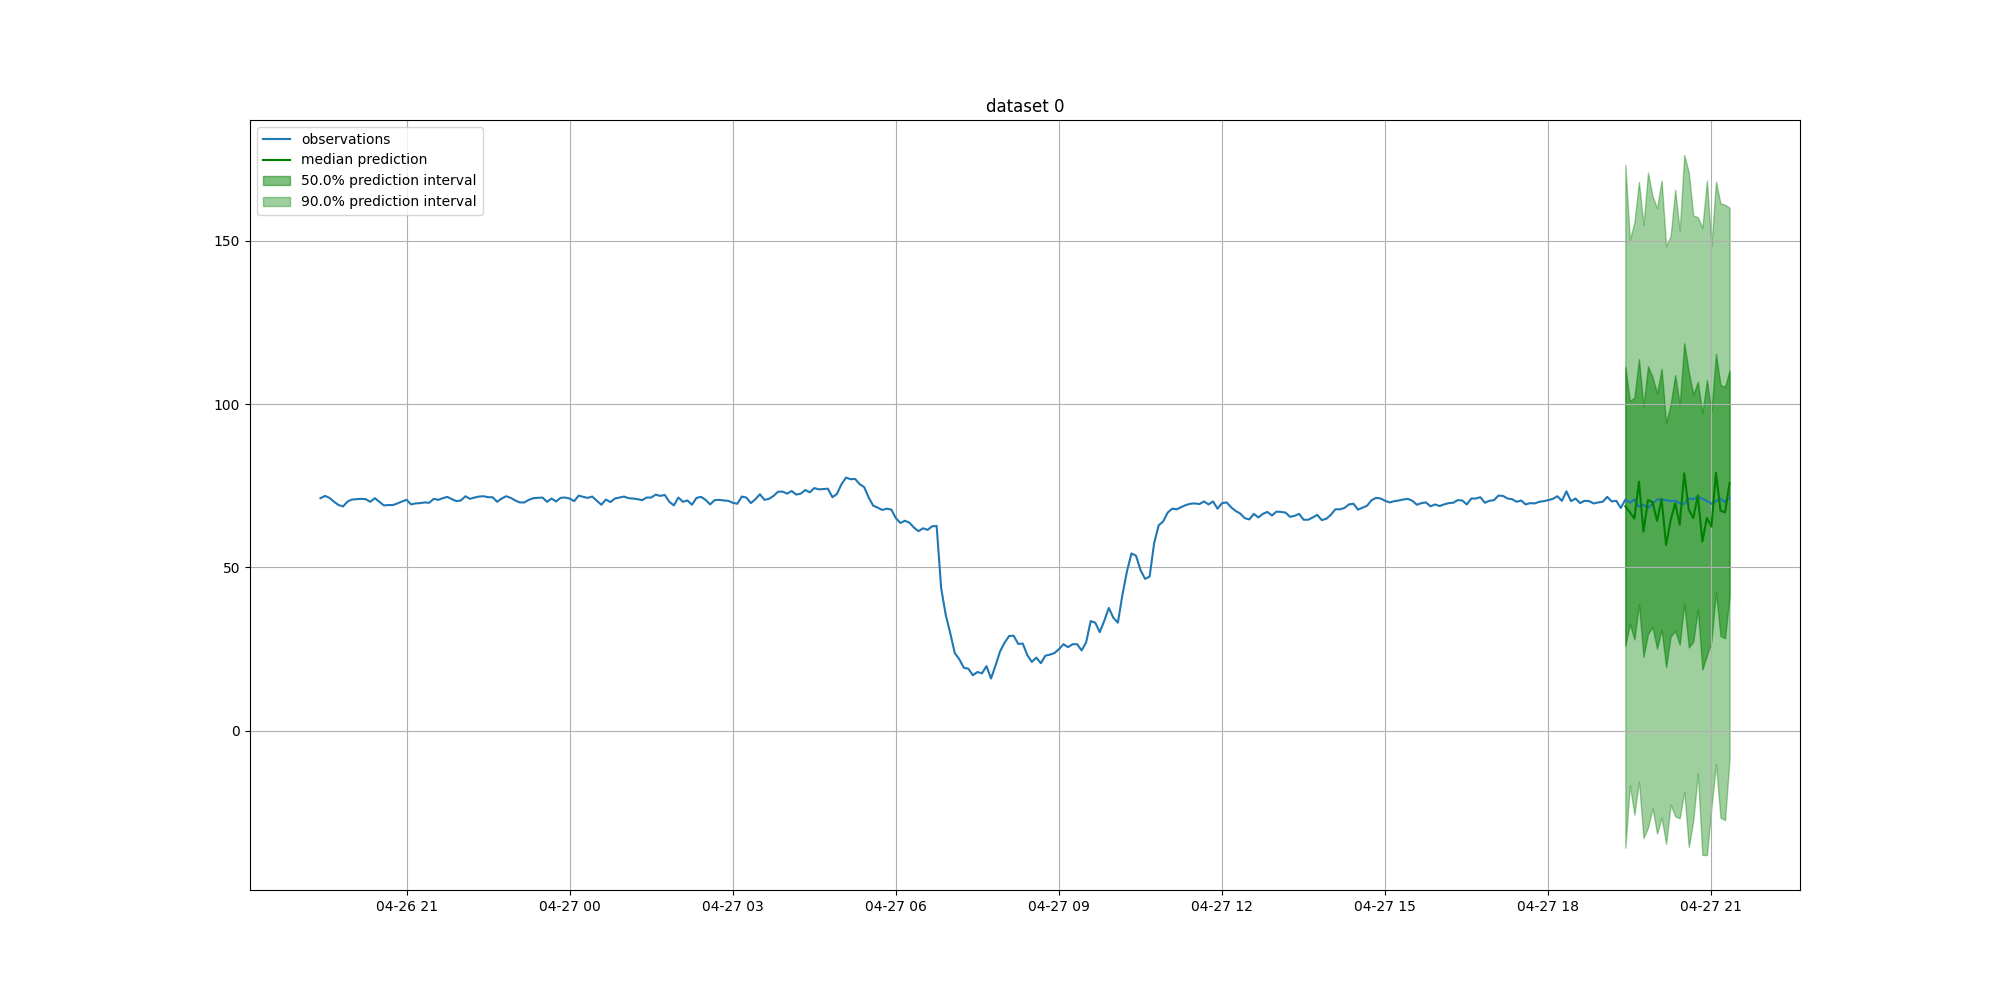 dataset 0
observations
median prediction
50.0% prediction interval
90.0% prediction interval
150
100
50
0
04-26 21
04-27 00
04-27 03
04-27 06
04-27 09
04-27 12
04-27 15
04-27 18
04-27 21